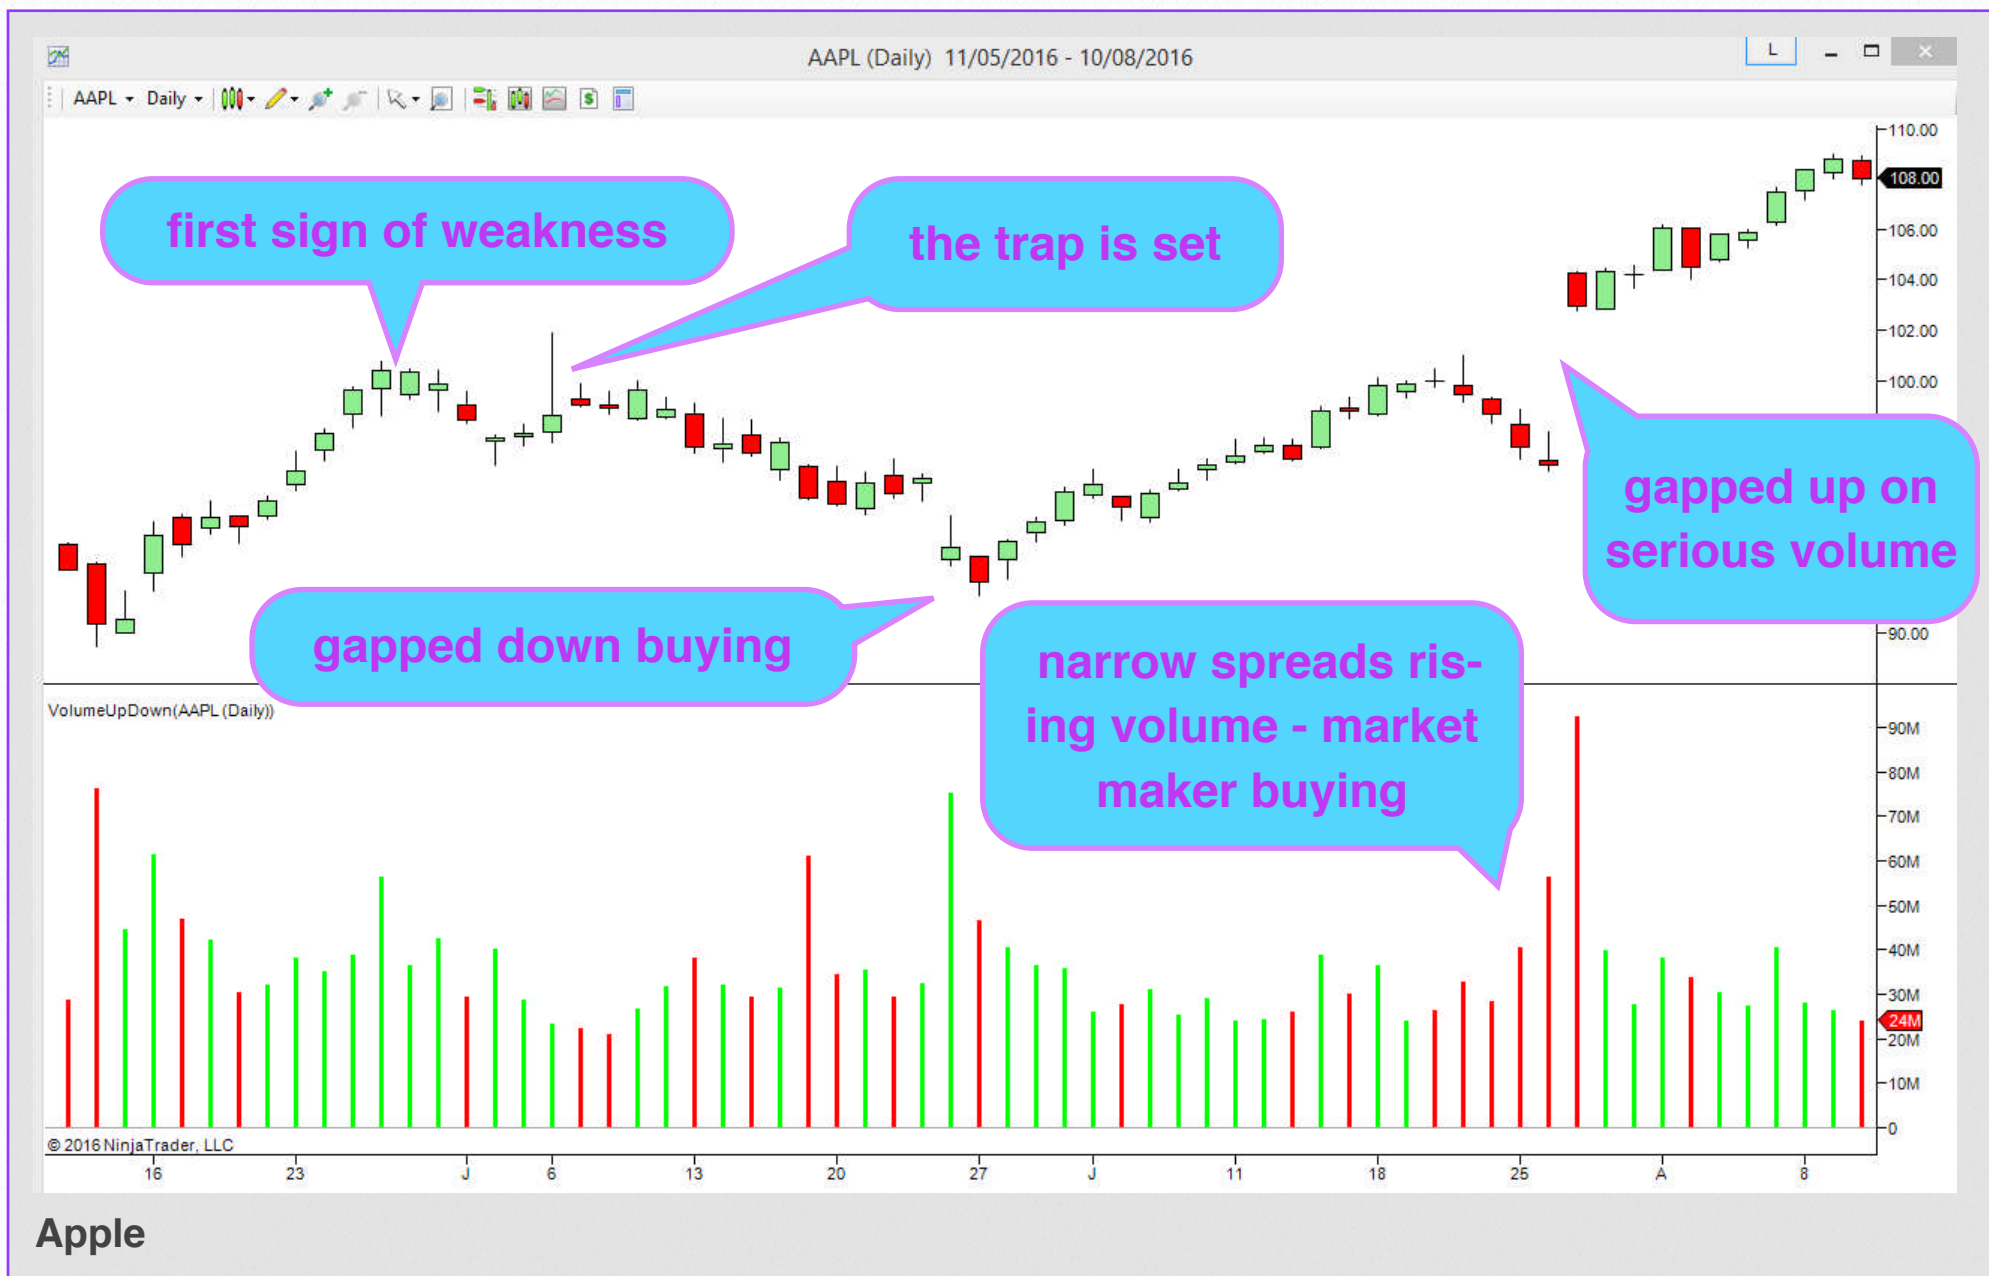 AAPL (Daily) 11/05/2016 - 10/08/2016
L
AAPL Daily
110.00
108.00
106.00
104.00
102.00
100.00
90.00
first sign of weakness
the trap is set
gapped up on
serious volume
gapped down buying
narrow spreads ris-
ing volume - market
maker buying
VolumeUpDown(AAPL (Daily))
90M
80M
70M
60M
50M
40M
30M
24M
20M
10M
0
© 2016 NinjaTrader, LLC
16 23 J 6 13 20 27 J 11 18 25 A 8
Apple